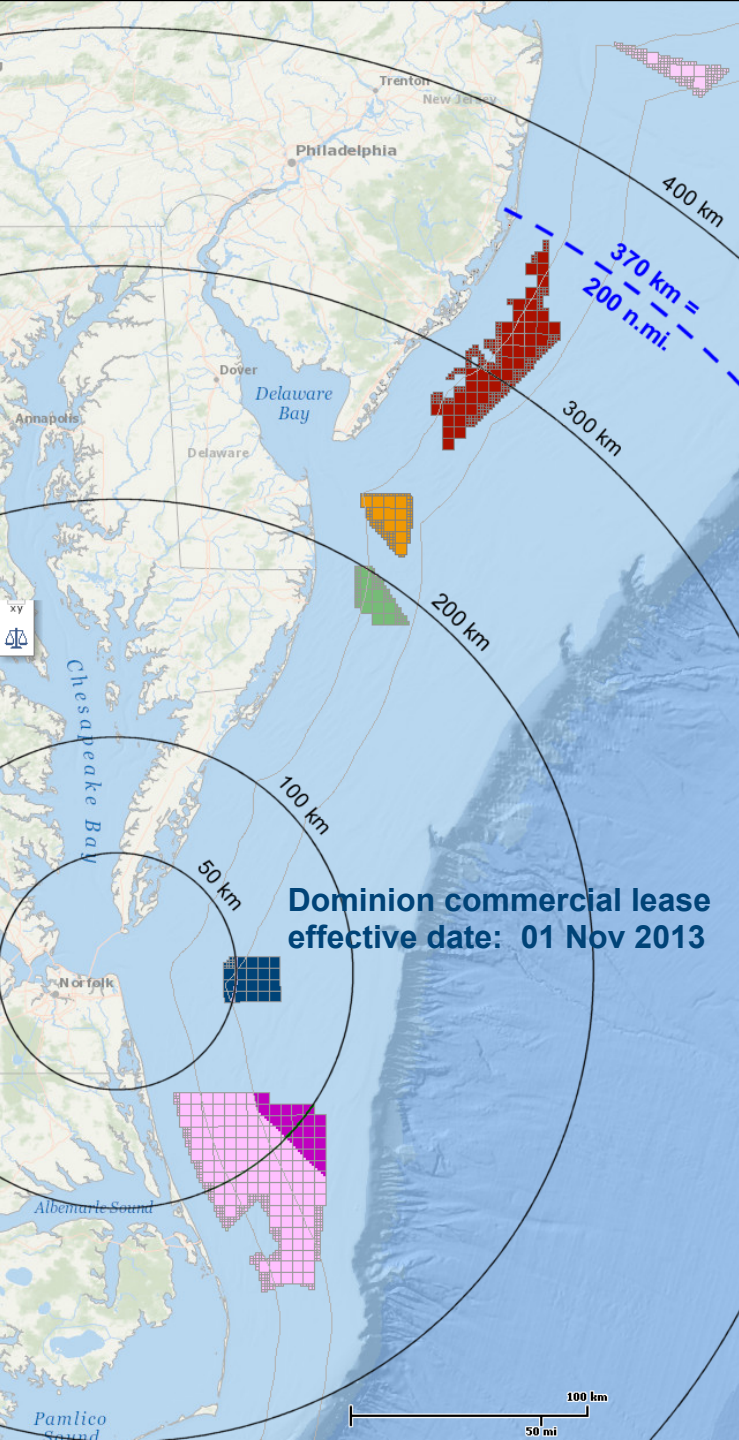 Trenton
New Jersey
Philadelphia
400 km
370 km =
200 n.mi.
Dover
Delaware
Bay
Annapolis
300 km
Delaware
xy
200 km
Chesapeake Bay
100 km
50 km
Dominion commercial lease
effective date:  01 Nov 2013
Norfolk
Albemarle Sound
100 km
Pamlico
Sound
50 mi